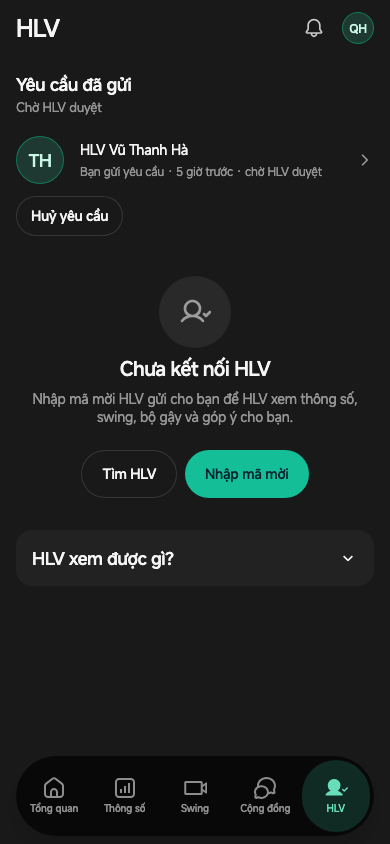 HLV
QH
Yêu cầu đã gửi
Chờ HLV duyệt
TH
HLV Vũ Thanh Hà
Bạn gửi yêu cầu · 5 giờ trước · chờ HLV duyệt
Huỷ yêu cầu
Chưa kết nối HLV
Nhập mã mời HLV gửi cho bạn để HLV xem thông số,
swing, bộ gậy và góp ý cho bạn.
Tìm HLV
Nhập mã mời
HLV xem được gì?
Tổng quan
Thông số
Swing
Cộng đồng
HLV